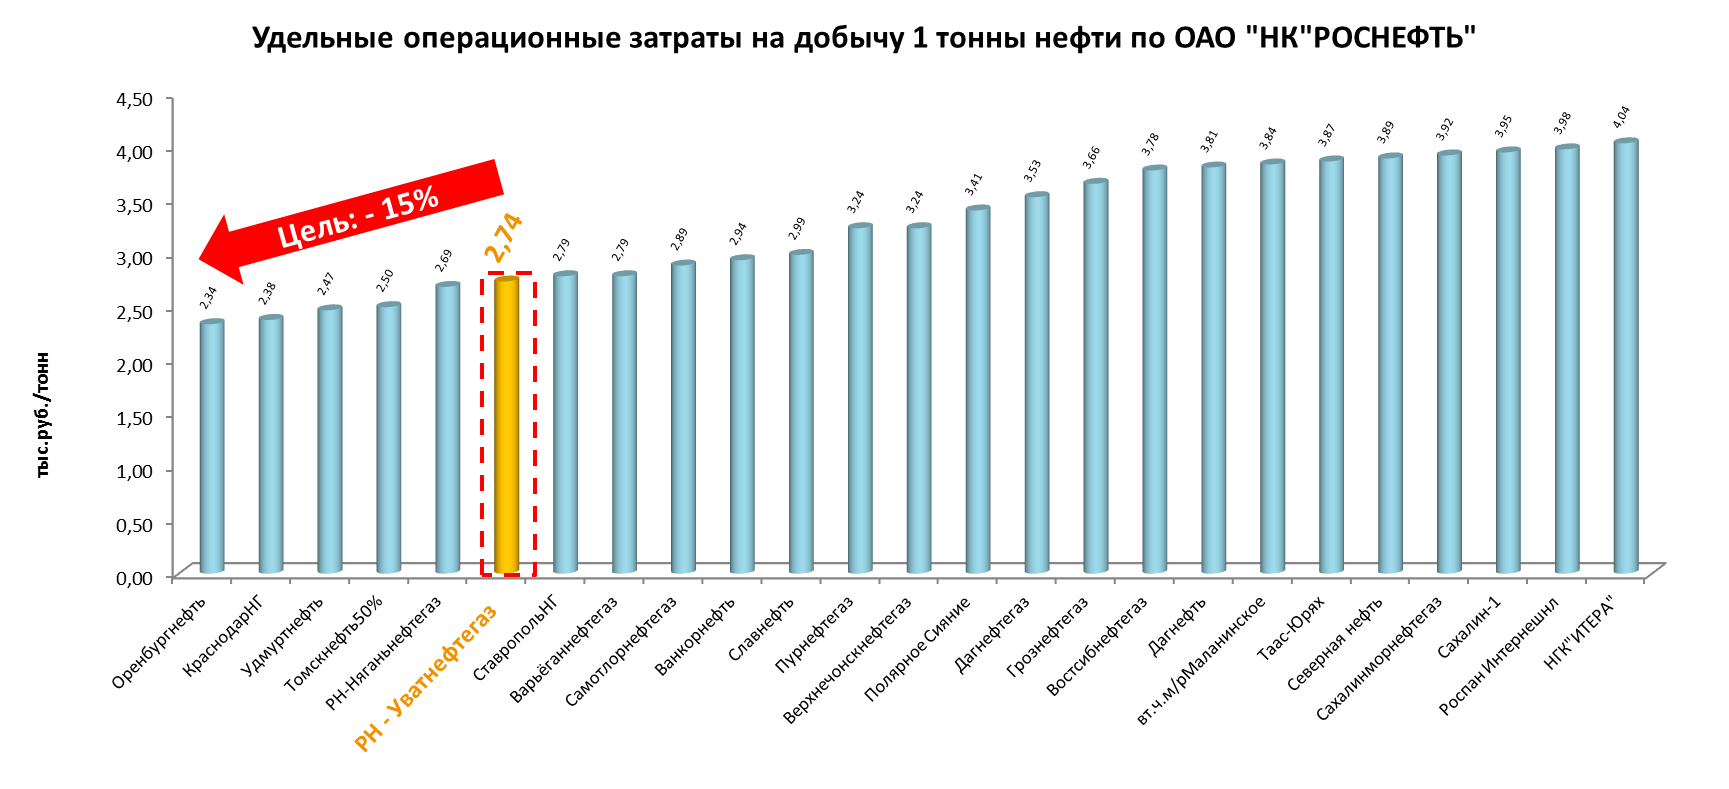 Удельные операционные затраты на добычу 1 тонны нефти по ОАО "НК"РОСНЕФТЬ"
тыс.руб./тонн
4,50
4,00
3,50
3,00
2,50
2,00
1,50
1,00
0,50
0,00
Цель: - 15%
2,34
2,38
2,47
2,50
2,69
2,74
2,79
2,79
2,89
2,94
2,99
3,24
3,24
3,41
3,53
3,66
3,78
3,81
3,84
3,87
3,89
3,92
3,95
3,98
4,04
Оренбургнефть
КраснодарНГ
Удмуртнефть
Томскнефть50%
РН-Няганьнефтегаз
РН - Уватнефтегаз
СтавропольНГ
Варьёганнефтегаз
Самотлорнефтегаз
Ванкорнефть
Славнефть
Пурнефтегаз
Верхнечонскнефтегаз
Полярное Сияние
Дагнефтегаз
Грознефтегаз
Востсибнефтегаз
Дагнефть
вт.ч.м/рМаланинское
Таас-Юрях
Северная нефть
Сахалинморнефтегаз
Сахалин-1
Роспан Интернешнл
НГК"ИТЕРА"